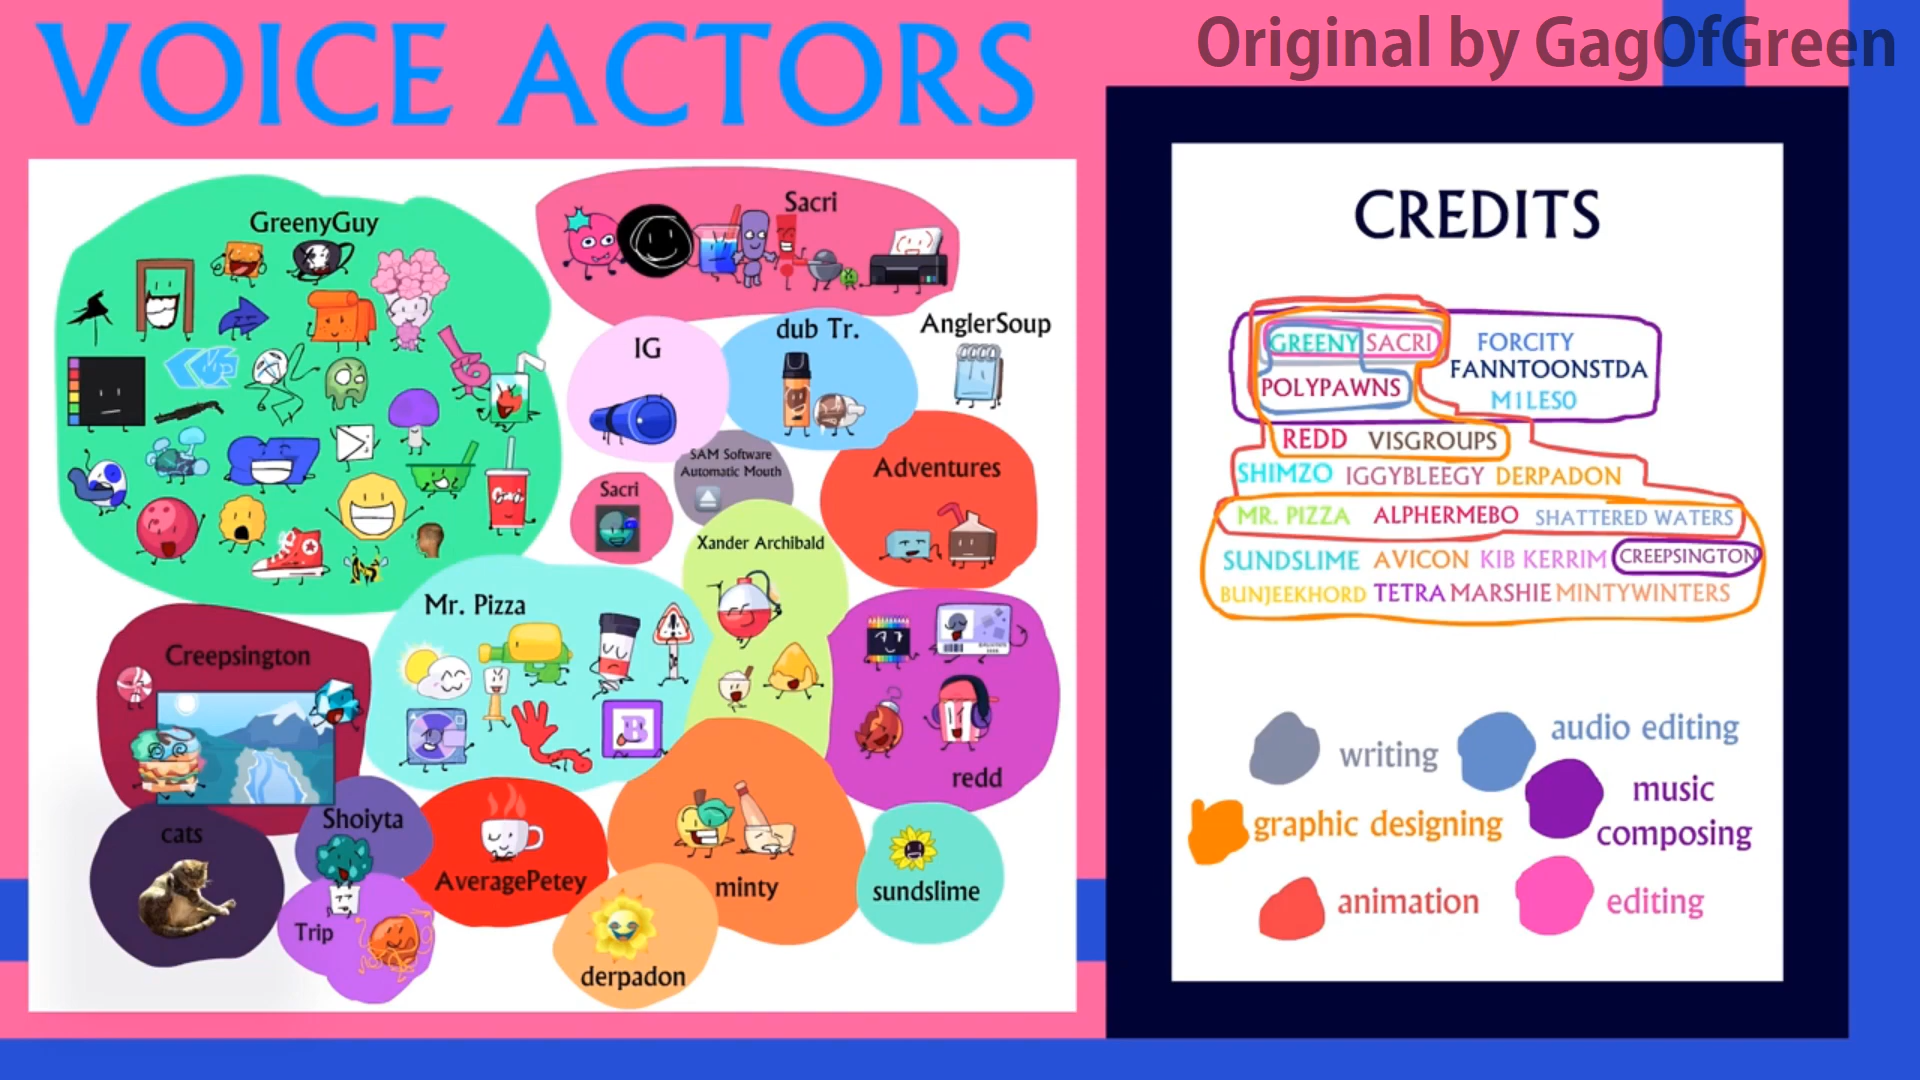 VOICE ACTORS
Original by GagOfGreen
GreenyGuy
Sacri
IG
dub Tr.
AnglerSoup
SAM Software
Automatic Mouth
Adventures
Sacri
Xander Archibald
Mr. Pizza
B
Creepsington
redd
cats
Shoiyta
AveragePetey
Trip
minty
sundslime
derpadon
CREDITS
GREENY SACRI FORCITY
FANNTOONSTDA
POLYPAWNS M1LES0
REDD VISGROUPS
SHIMZO IGGYBLEEGY DERPADON
MR. PIZZA ALPHERMEBO SHATTERED WATERS
SUNDSLIME AVICON KIB KERRIM CREEPSINGTON
BUNJEEKHORD TETRA MARSHIE MINTYWINTERS
writing
audio editing
graphic designing
music
composing
animation
editing